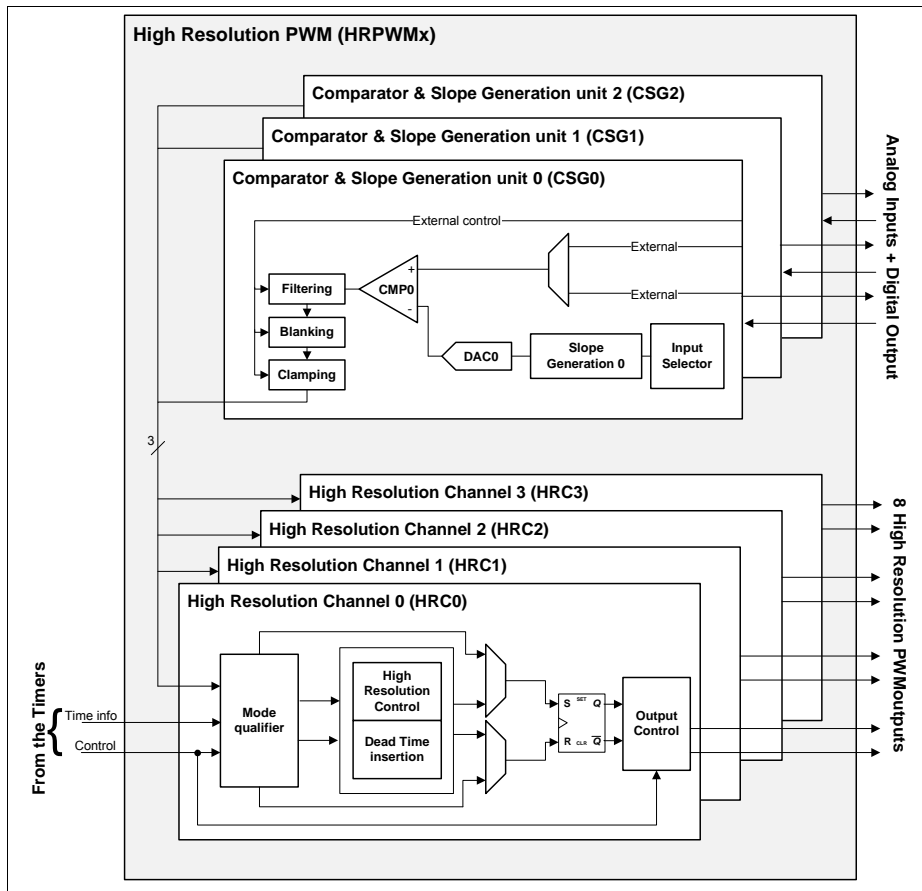 High Resolution PWM (HRPWMx)
Comparator & Slope Generation unit 2 (CSG2)
Comparator & Slope Generation unit 1 (CSG1)
Comparator & Slope Generation unit 0 (CSG0)
External control
External
External
+
CMP0
-
Filtering
Blanking
Clamping
DAC0
Slope
Generation 0
Input
Selector
Analog Inputs + Digital Output
3
High Resolution Channel 3 (HRC3)
High Resolution Channel 2 (HRC2)
High Resolution Channel 1 (HRC1)
High Resolution Channel 0 (HRC0)
Mode
qualifier
High
Resolution
Control
Dead Time
insertion
S SET Q
R CLR Q̅
Output
Control
From the Timers
{
Time info
Control
8 High Resolution PWMoutputs